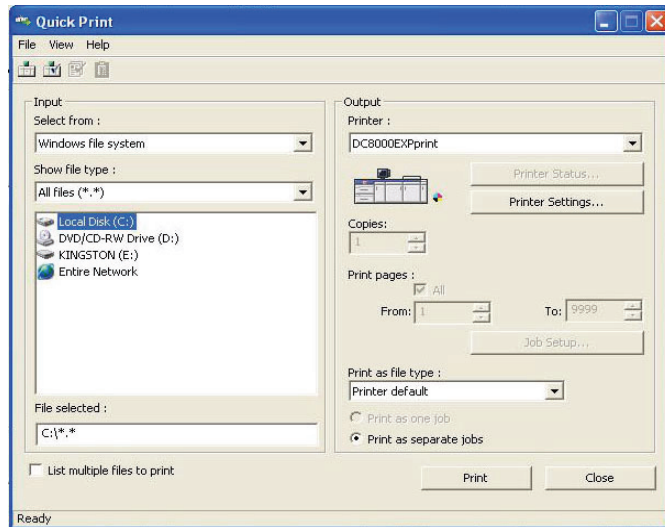 Quick Print
File View Help
Input
Select from :
Windows file system
Show file type :
All files (*.*)
Local Disk (C:)
DVD/CD-RW Drive (D:)
KINGSTON (E:)
Entire Network
File selected :
C:\*.*
List multiple files to print
Output
Printer :
DC8000EXPprint
Printer Status...
Printer Settings...
Copies:
1
Print pages :
All
From: 1 To: 9999
Job Setup...
Print as file type :
Printer default
Print as one job
Print as separate jobs
Print Close
Ready